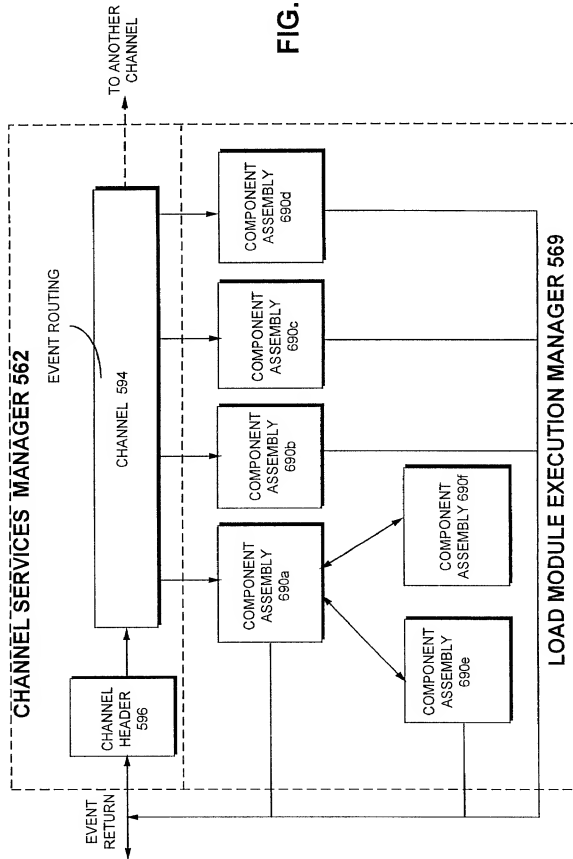 CHANNEL SERVICES MANAGER 562
EVENT ROUTING
TO ANOTHER
CHANNEL
FIG.
EVENT
RETURN
CHANNEL
HEADER
596
CHANNEL 594
COMPONENT
ASSEMBLY
690a
COMPONENT
ASSEMBLY
690b
COMPONENT
ASSEMBLY
690c
COMPONENT
ASSEMBLY
690d
COMPONENT
ASSEMBLY
690e
COMPONENT
ASSEMBLY 690f
LOAD MODULE EXECUTION MANAGER 569